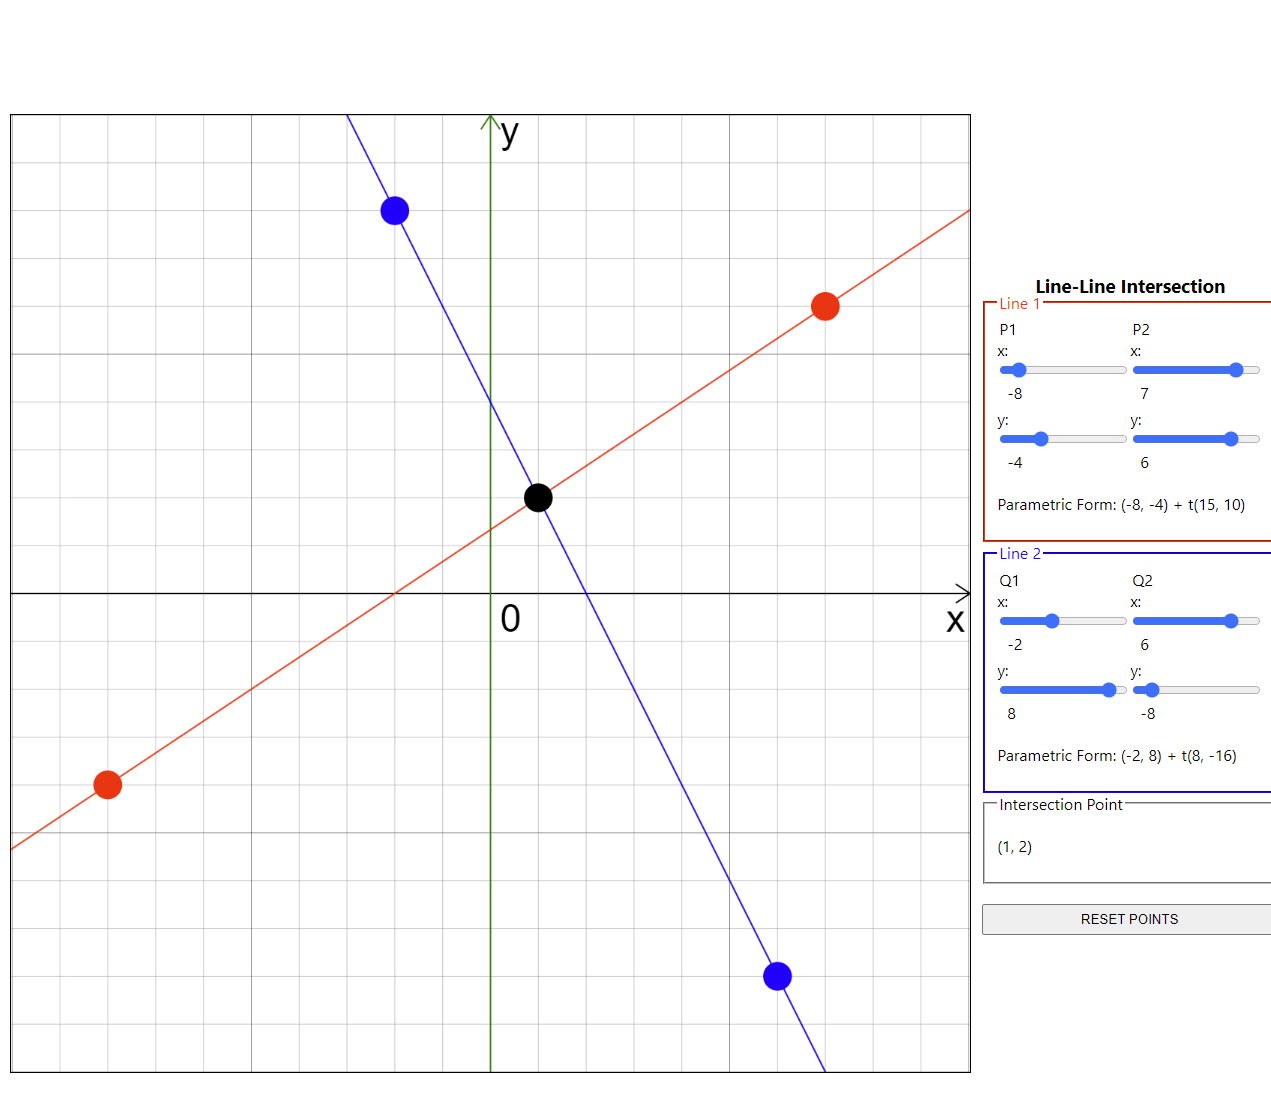 y
0
x
Line-Line Intersection
Line 1
P1 P2
x: x:
-8 7
y: y:
-4 6
Parametric Form: (-8, -4) + t(15, 10)
Line 2
Q1 Q2
x: x:
-2 6
y: y:
8 -8
Parametric Form: (-2, 8) + t(8, -16)
Intersection Point
(1, 2)
RESET POINTS